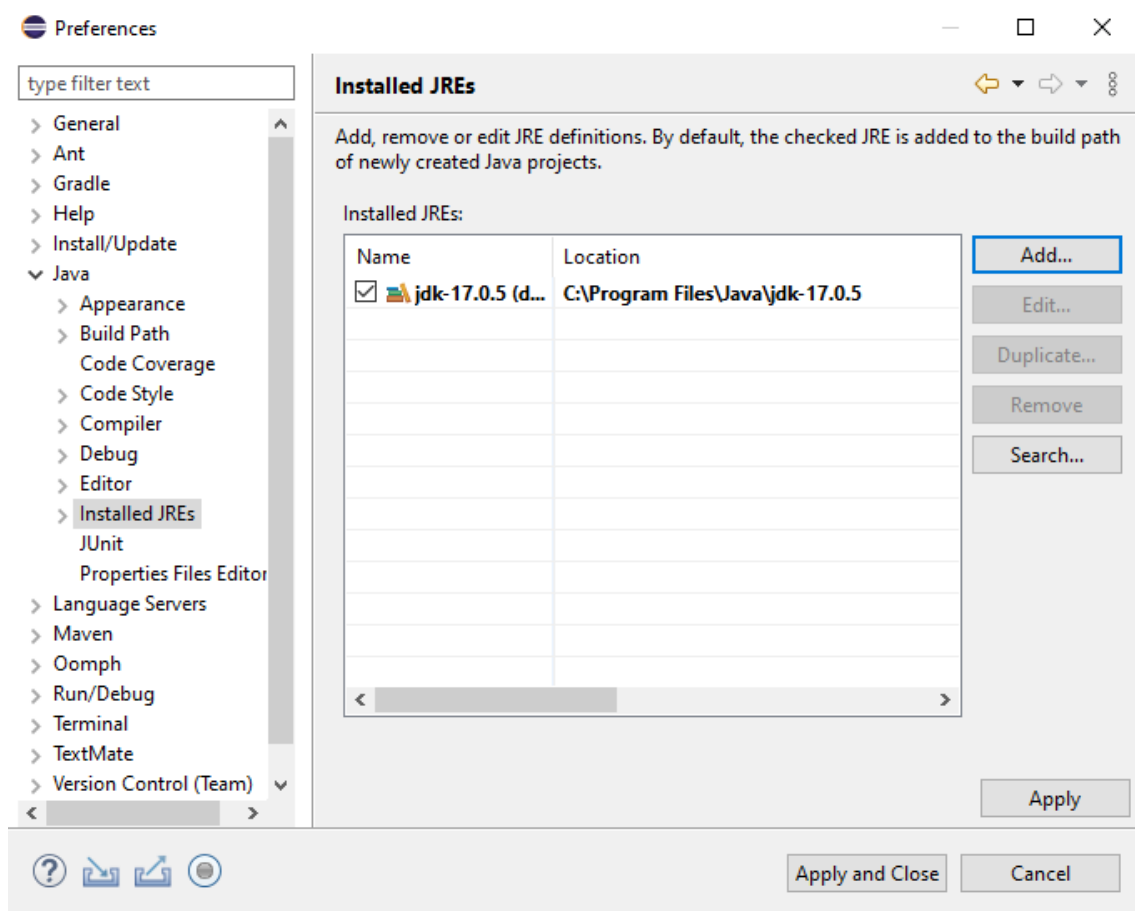 Preferences
type filter text
General
Ant
Gradle
Help
Install/Update
Java
Appearance
Build Path
Code Coverage
Code Style
Compiler
Debug
Editor
Installed JREs
JUnit
Properties Files Editor
Language Servers
Maven
Oomph
Run/Debug
Terminal
TextMate
Version Control (Team)
Installed JREs
Add, remove or edit JRE definitions. By default, the checked JRE is added to the build path
of newly created Java projects.
Installed JREs:
Name Location
jdk-17.0.5 (d... C:\Program Files\Java\jdk-17.0.5
Add...
Edit...
Duplicate...
Remove
Search...
Apply
Apply and Close Cancel